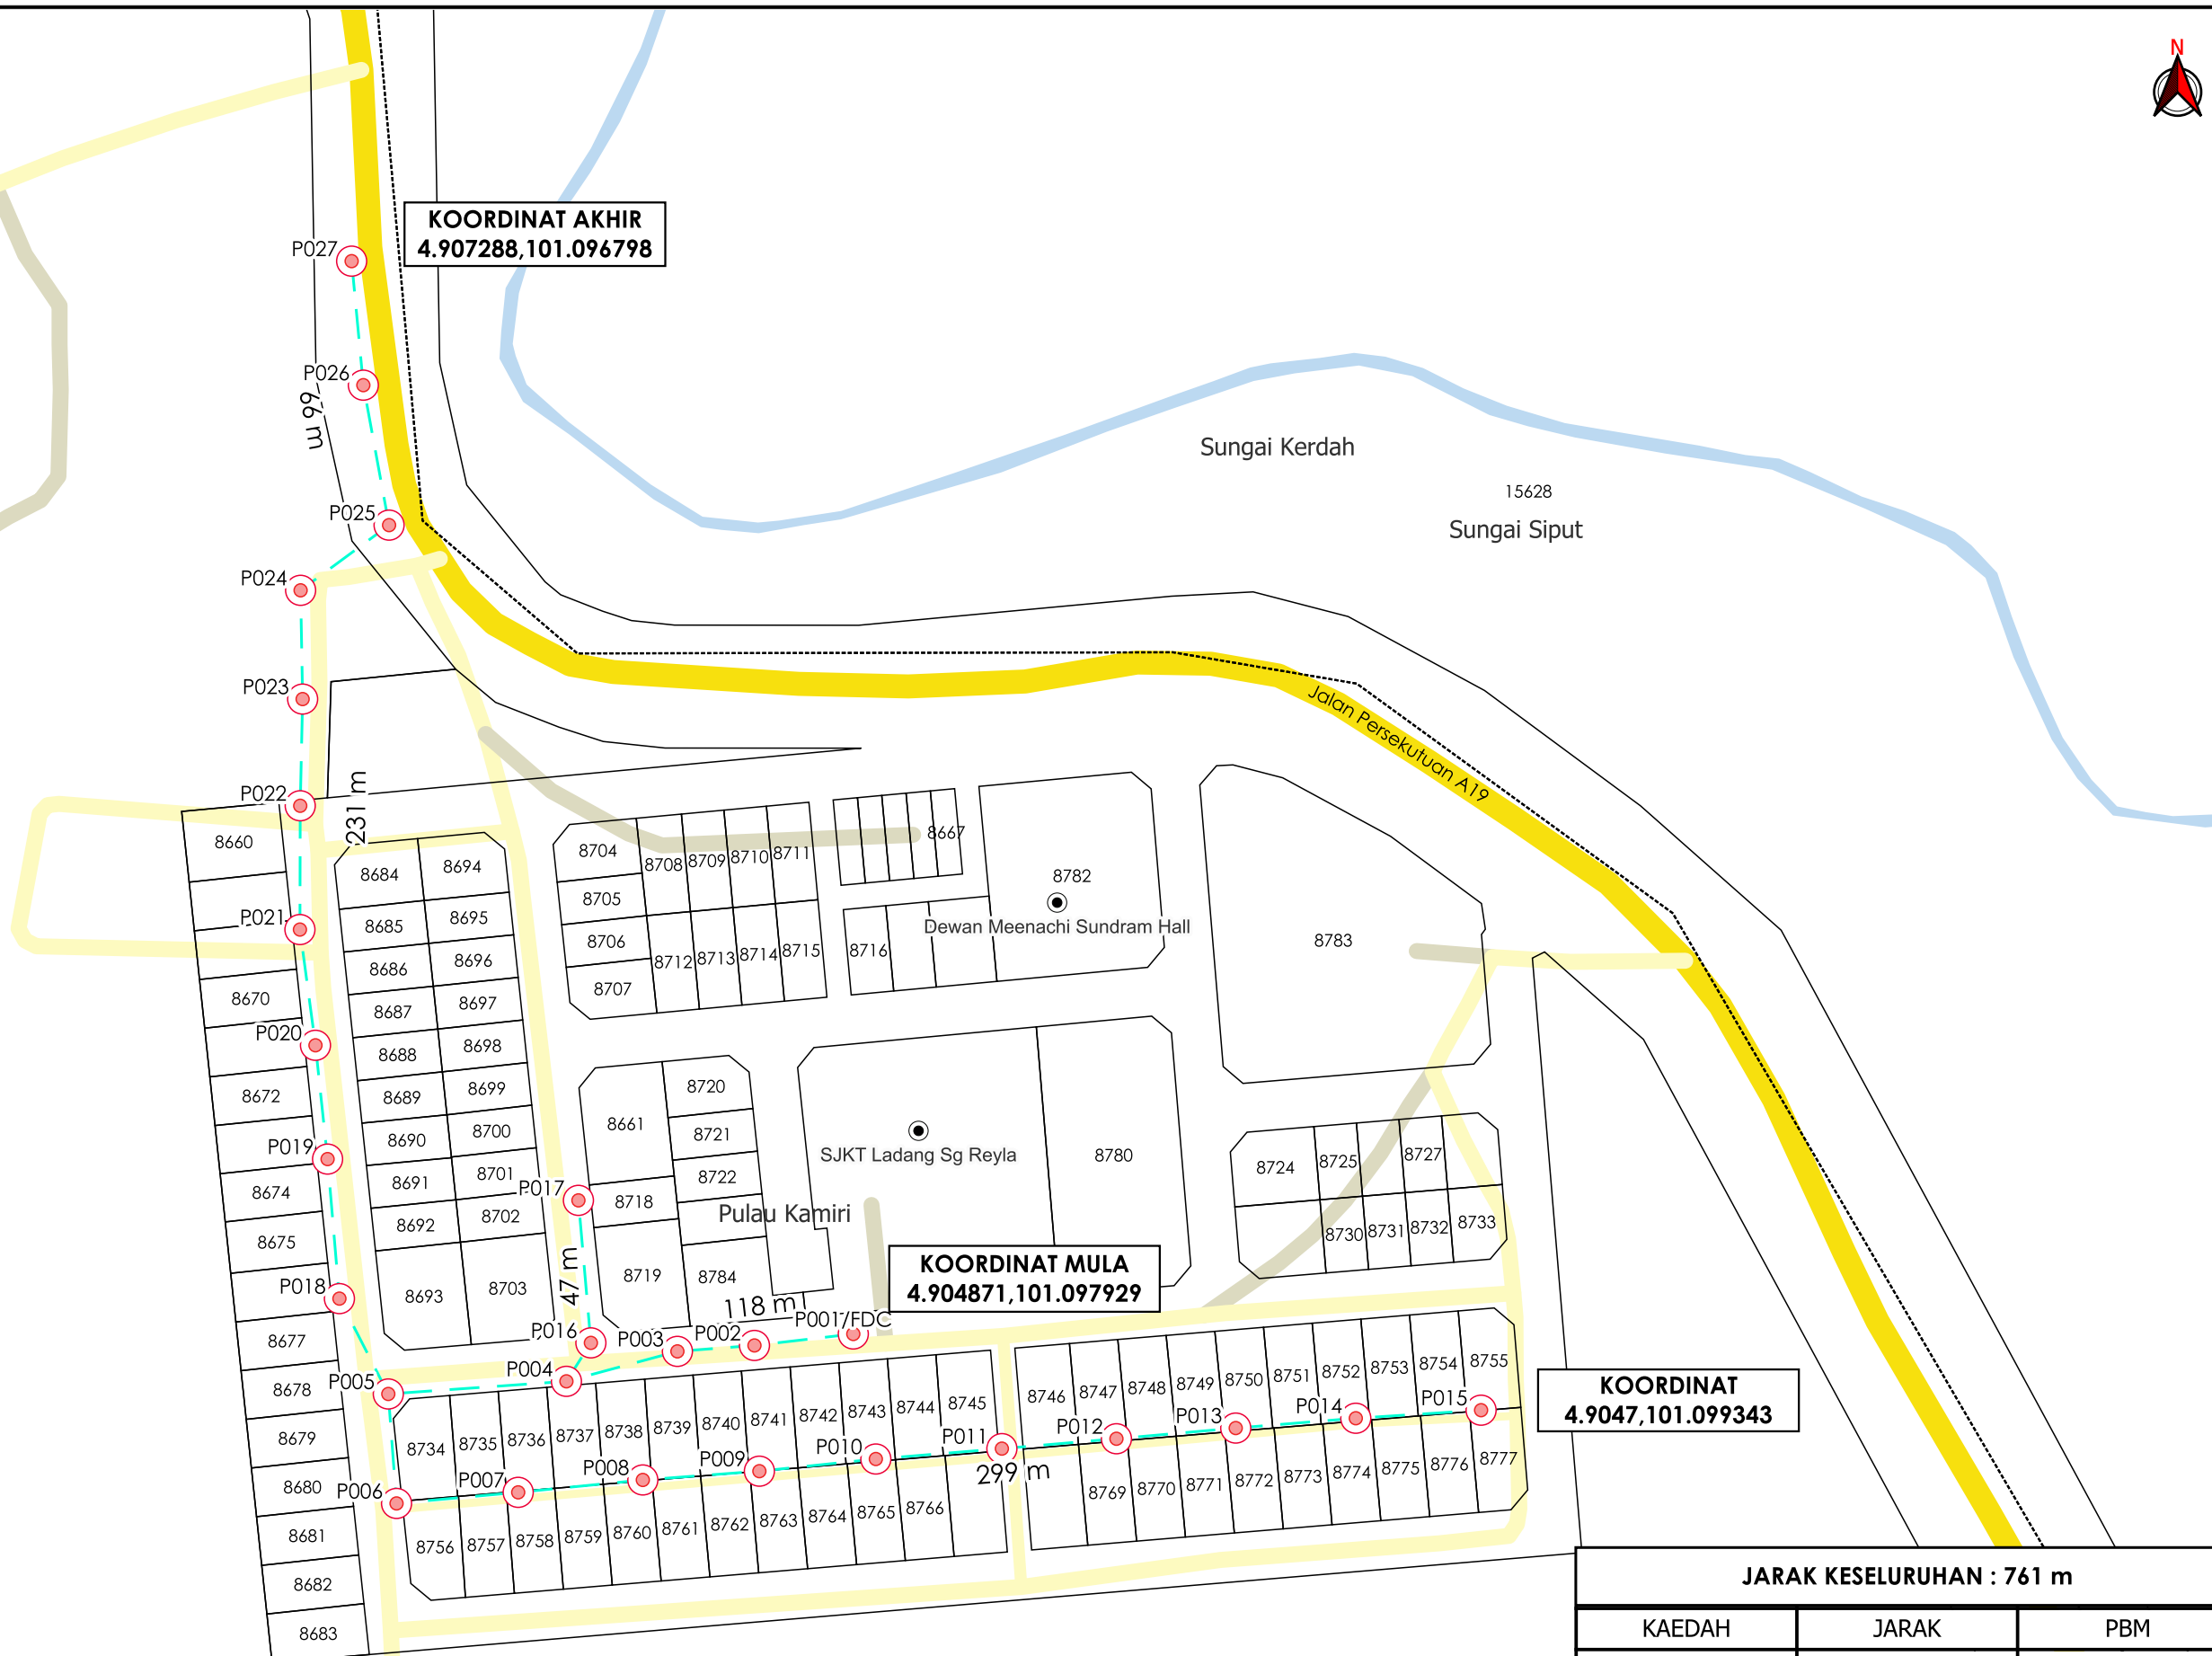 N
KOORDINAT AKHIR
4.907288,101.096798
P027
P026
66 m
P025
P024
P023
P022
231 m
P021
P020
P019
P018
P017
47 m
P016
118 m
P001/FDC
P002
P003
P004
P005
P006
P007
P008
P009
P010
P011
299 m
P012
P013
P014
P015
Sungai Kerdah
15628
Sungai Siput
Jalan Persekutuan A19
8660
8670
8672
8674
8675
8677
8678
8679
8680
8681
8682
8683
8684
8694
8685
8695
8686
8696
8687
8697
8688
8698
8689
8699
8690
8700
8691
8701
8692
8702
8693
8703
8704
8705
8706
8707
8708
8709
8710
8711
8712
8713
8714
8715
8667
8716
8782
Dewan Meenachi Sundram Hall
8783
8661
8718
8719
8720
8721
8722
8784
Pulau Kamiri
SJKT Ladang Sg Reyla
8780
8724
8725
8727
8730
8731
8732
8733
KOORDINAT MULA
4.904871,101.097929
KOORDINAT
4.9047,101.099343
8734
8735
8736
8737
8738
8739
8740
8741
8742
8743
8744
8745
8746
8747
8748
8749
8750
8751
8752
8753
8754
8755
8756
8757
8758
8759
8760
8761
8762
8763
8764
8765
8766
8769
8770
8771
8772
8773
8774
8775
8776
8777
JARAK KESELURUHAN : 761 m
KAEDAH JARAK PBM